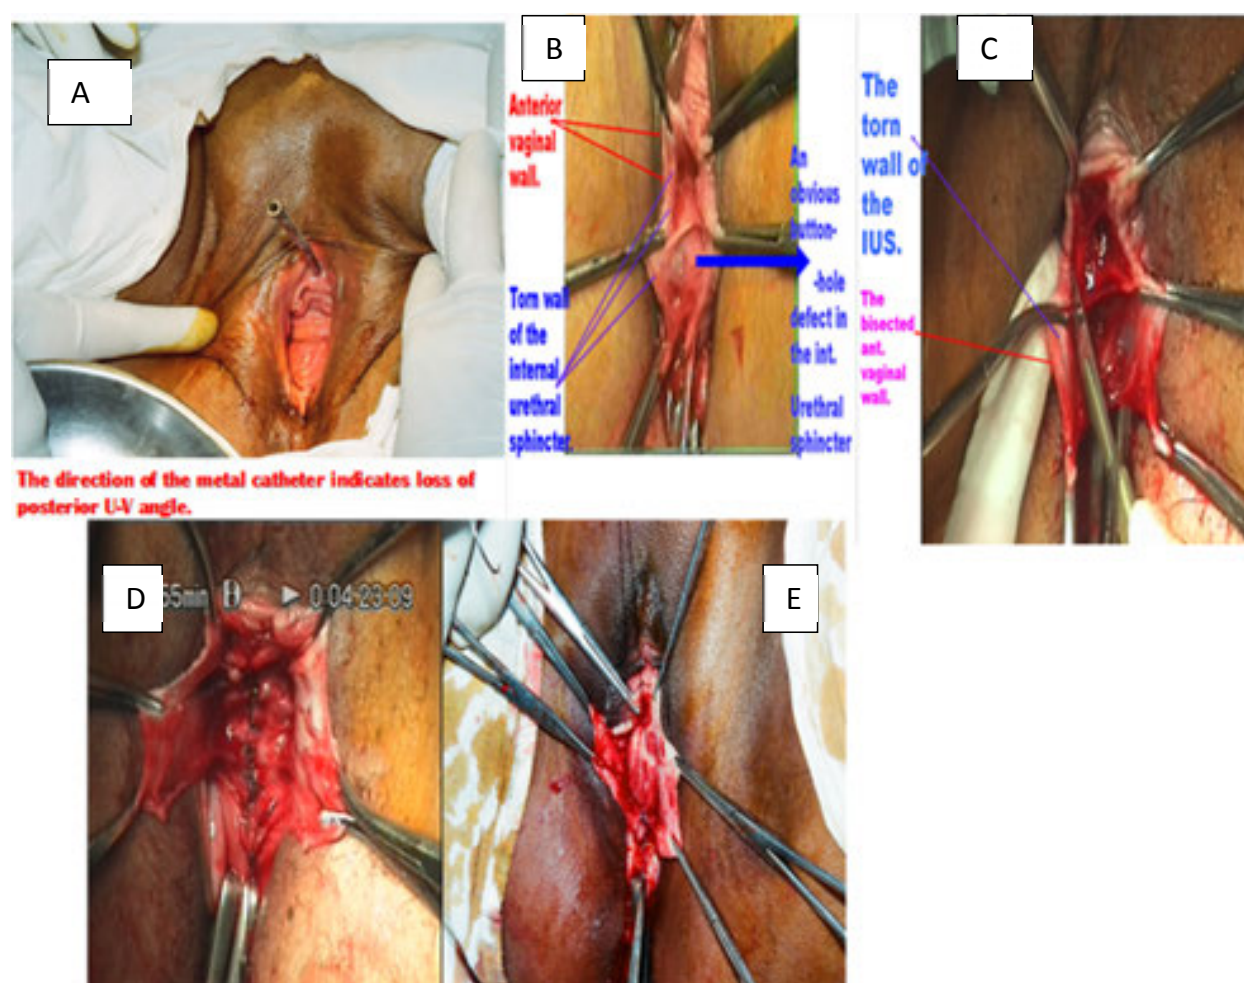 A
B
C
Anterior
vaginal
wall.
Torn wall
of the
internal
urethral
sphincter.
An
obvious
button-
-hole
defect in
the int.
Urethral
sphincter
The
torn
wall of
the
IUS.
The
bisected
ant.
vaginal
wall.
The direction of the metal catheter indicates loss of
posterior U-V angle.
D
55min 0:04:23:09
E